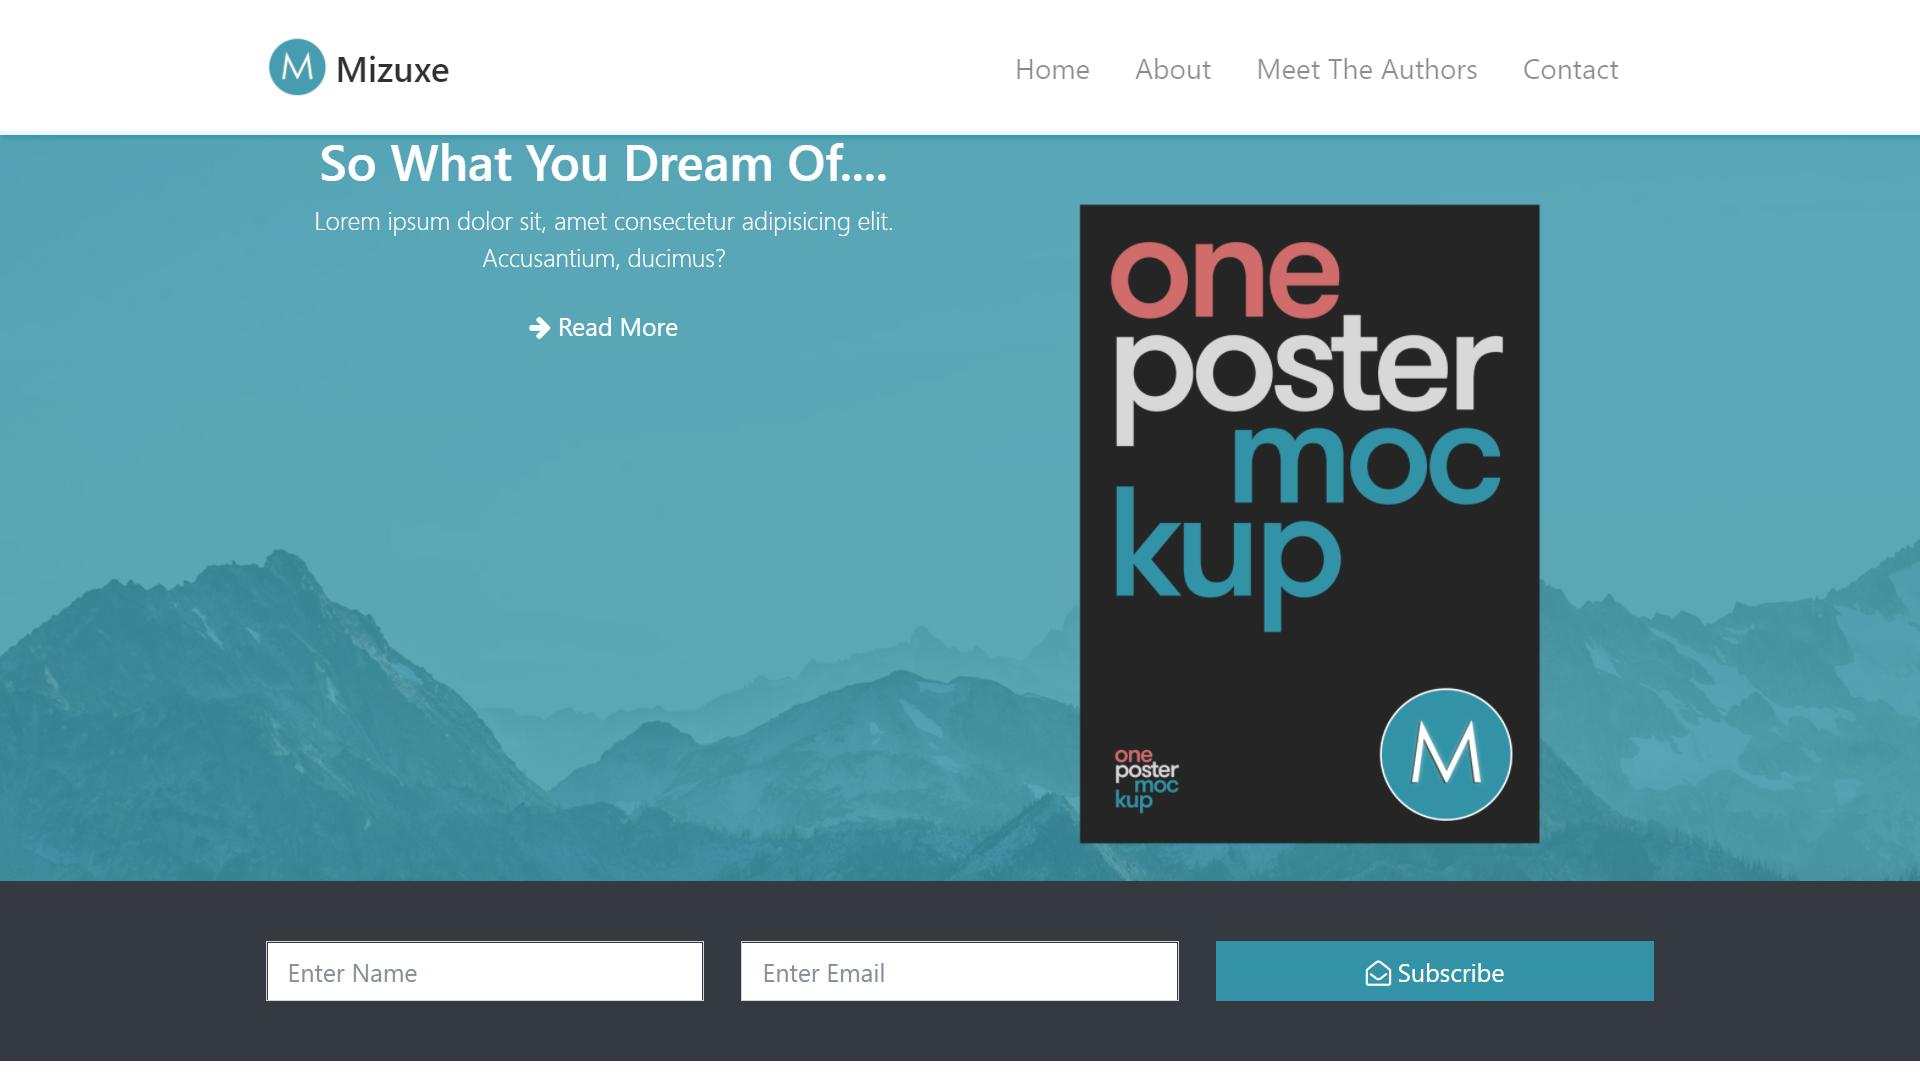 M Mizuxe
Home About Meet The Authors Contact
So What You Dream Of....
Lorem ipsum dolor sit, amet consectetur adipisicing elit.
Accusantium, ducimus?
Read More
one
poster
moc
kup
one
poster
moc
kup
M
Enter Name
Enter Email
Subscribe